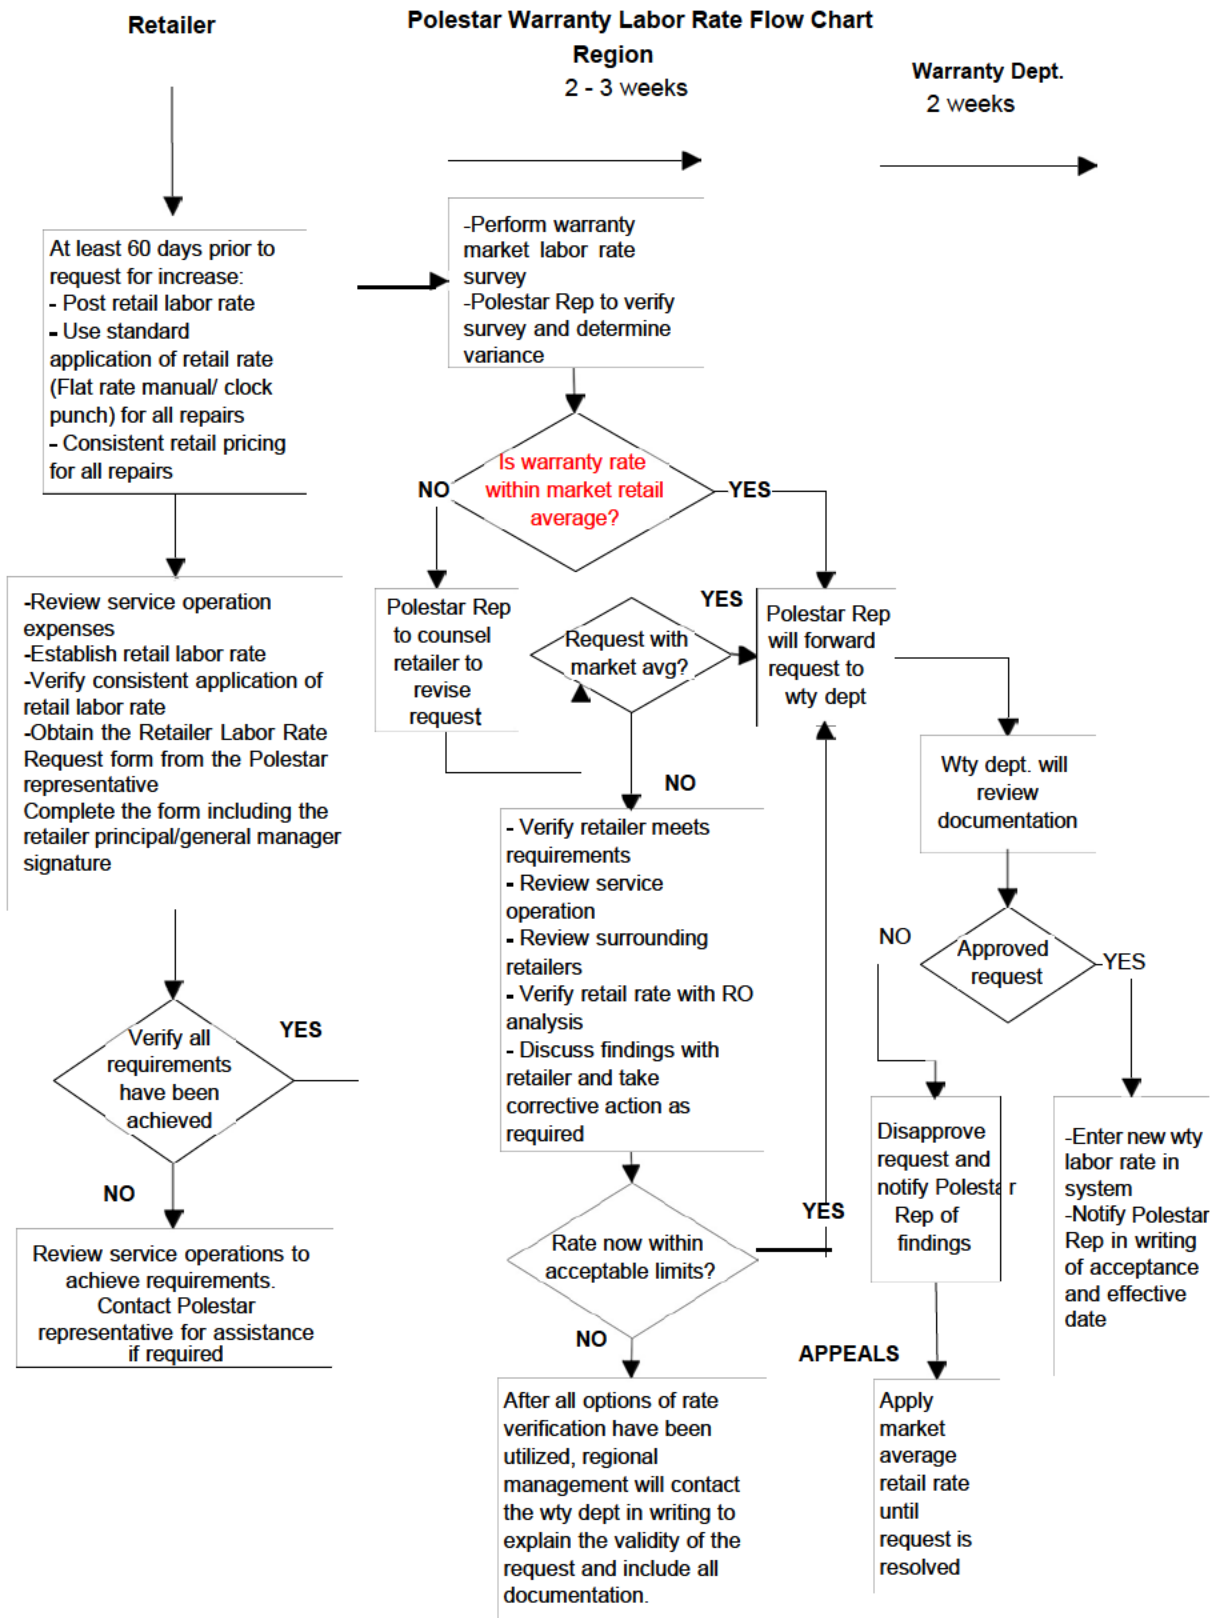 Retailer
Polestar Warranty Labor Rate Flow Chart
Region
2 - 3 weeks
Warranty Dept.
2 weeks
At least 60 days prior to
request for increase:
- Post retail labor rate
- Use standard
application of retail rate
(Flat rate manual/ clock
punch) for all repairs
- Consistent retail pricing
for all repairs
-Review service operation
expenses
-Establish retail labor rate
-Verify consistent application of
retail labor rate
-Obtain the Retailer Labor Rate
Request form from the Polestar
representative
Complete the form including the
retailer principal/general manager
signature
Verify all
requirements
have been
achieved
YES
NO
Review service operations to
achieve requirements.
Contact Polestar
representative for assistance
if required
-Perform warranty
market labor rate
survey
-Polestar Rep to verify
survey and determine
variance
Is warranty rate
within market retail
average?
NO
YES
Polestar Rep
to counsel
retailer to
revise
request
Request with
market avg?
YES
NO
Polestar Rep
will forward
request to
wty dept
- Verify retailer meets
requirements
- Review service
operation
- Review surrounding
retailers
- Verify retail rate with RO
analysis
- Discuss findings with
retailer and take
corrective action as
required
Rate now within
acceptable limits?
YES
NO
After all options of rate
verification have been
utilized, regional
management will contact
the wty dept in writing to
explain the validity of the
request and include all
documentation.
Wty dept. will
review
documentation
Approved
request
NO
YES
Disapprove
request and
notify Polestar
Rep of
findings
-Enter new wty
labor rate in
system
-Notify Polestar
Rep in writing
of acceptance
and effective
date
APPEALS
Apply
market
average
retail rate
until
request is
resolved